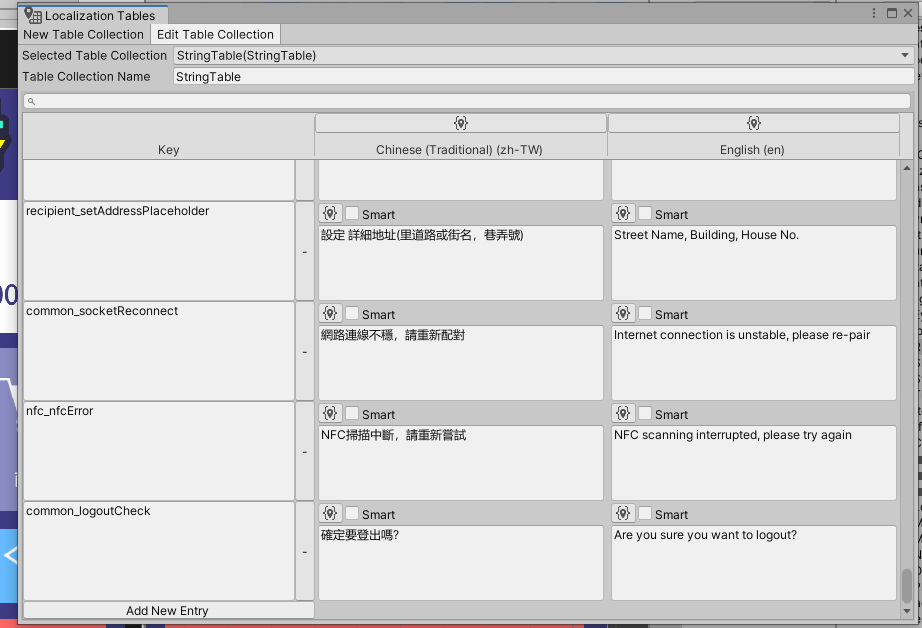 Localization Tables
New Table Collection Edit Table Collection
Selected Table Collection StringTable(StringTable)
Table Collection Name StringTable
Key Chinese (Traditional) (zh-TW) English (en)
recipient_setAddressPlaceholder
- Smart Smart
設定 詳細地址(里道路或街名，巷弄號) Street Name, Building, House No.
common_socketReconnect
- Smart Smart
網路連線不穩，請重新配對 Internet connection is unstable, please re-pair
nfc_nfcError
- Smart Smart
NFC掃描中斷，請重新嘗試 NFC scanning interrupted, please try again
common_logoutCheck
- Smart Smart
確定要登出嗎? Are you sure you want to logout?
Add New Entry